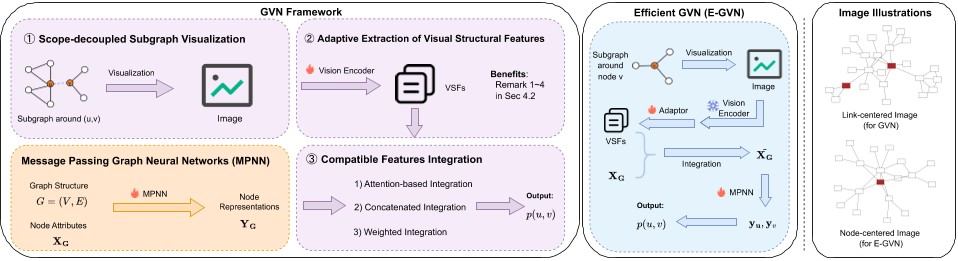 GVN Framework
① Scope-decoupled Subgraph Visualization
Visualization
Subgraph around (u,v)
Image
② Adaptive Extraction of Visual Structural Features
Vision Encoder
VSFs
Benefits:
Remark 1~4
in Sec 4.2
Message Passing Graph Neural Networks (MPNN)
Graph Structure
G = (V, E)
Node Attributes
X_G
MPNN
Node
Representations
Y_G
③ Compatible Features Integration
1) Attention-based Integration
2) Concatenated Integration
3) Weighted Integration
Output:
p(u, v)
Efficient GVN (E-GVN)
Subgraph
around
node v
Visualization
Image
Vision
Encoder
Adaptor
VSFs
X_G
Integration
X̄_G
MPNN
y_u, y_v
Output:
p(u, v)
Image Illustrations
Link-centered Image
(for GVN)
Node-centered Image
(for E-GVN)